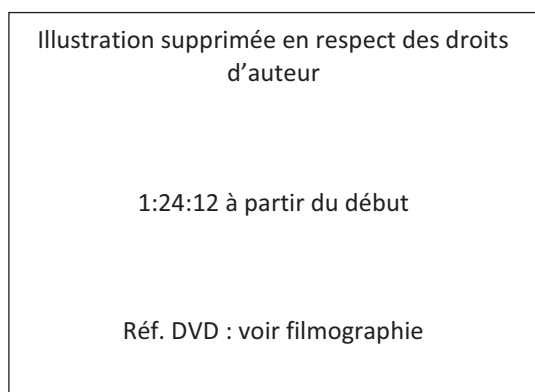 Illustration supprimée en respect des droits
d’auteur
1:24:12 à partir du début
Réf. DVD : voir filmographie